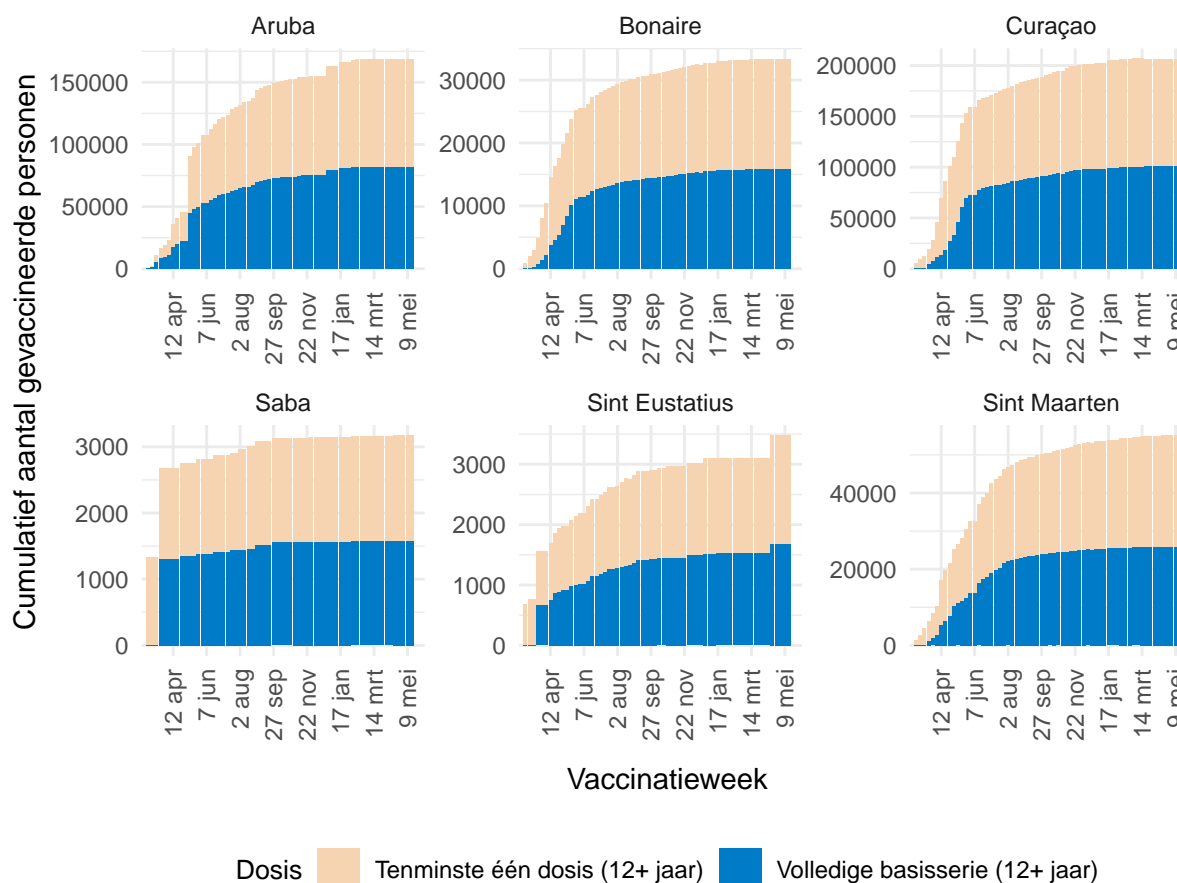 Aruba
Bonaire
Curaçao
Cumulatief aantal gevaccineerde personen
150000
100000
50000
0
30000
20000
10000
0
200000
150000
100000
50000
0
12 apr
7 jun
2 aug
27 sep
22 nov
17 jan
14 mrt
9 mei
12 apr
7 jun
2 aug
27 sep
22 nov
17 jan
14 mrt
9 mei
12 apr
7 jun
2 aug
27 sep
22 nov
17 jan
14 mrt
9 mei
Saba
Sint Eustatius
Sint Maarten
3000
2000
1000
0
3000
2000
1000
0
40000
20000
0
12 apr
7 jun
2 aug
27 sep
22 nov
17 jan
14 mrt
9 mei
12 apr
7 jun
2 aug
27 sep
22 nov
17 jan
14 mrt
9 mei
12 apr
7 jun
2 aug
27 sep
22 nov
17 jan
14 mrt
9 mei
Vaccinatieweek
Dosis Tenminste één dosis (12+ jaar) Volledige basisserie (12+ jaar)